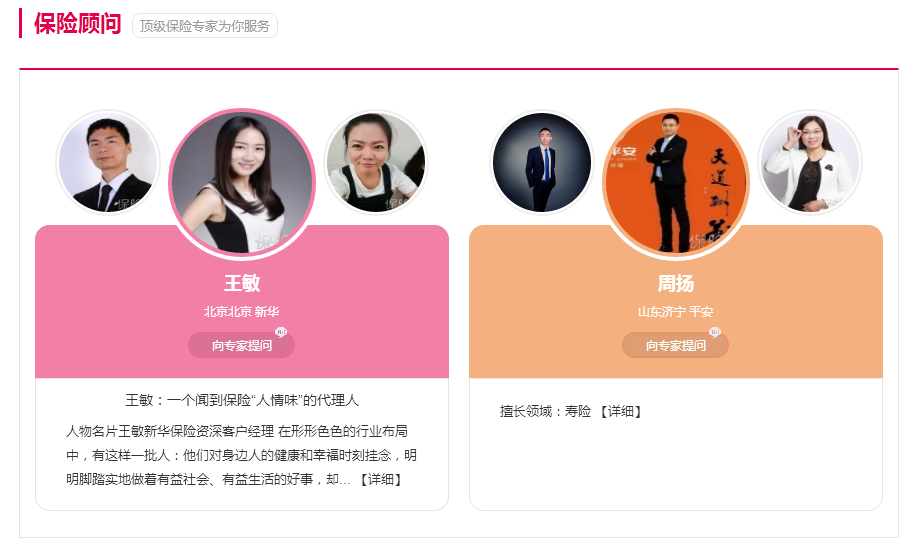 保险顾问 顶级保险专家为你服务
平安
天道酬
王敏
北京北京 新华
向专家提问
王敏：一个闻到保险“人情味”的代理人
人物名片王敏新华保险资深客户经理 在形形色色的行业布局
中，有这样一批人：他们对身边人的健康和幸福时刻挂念，明
明脚踏实地做着有益社会、有益生活的好事，却... 【详细】
周扬
山东济宁 平安
向专家提问
擅长领域：寿险 【详细】